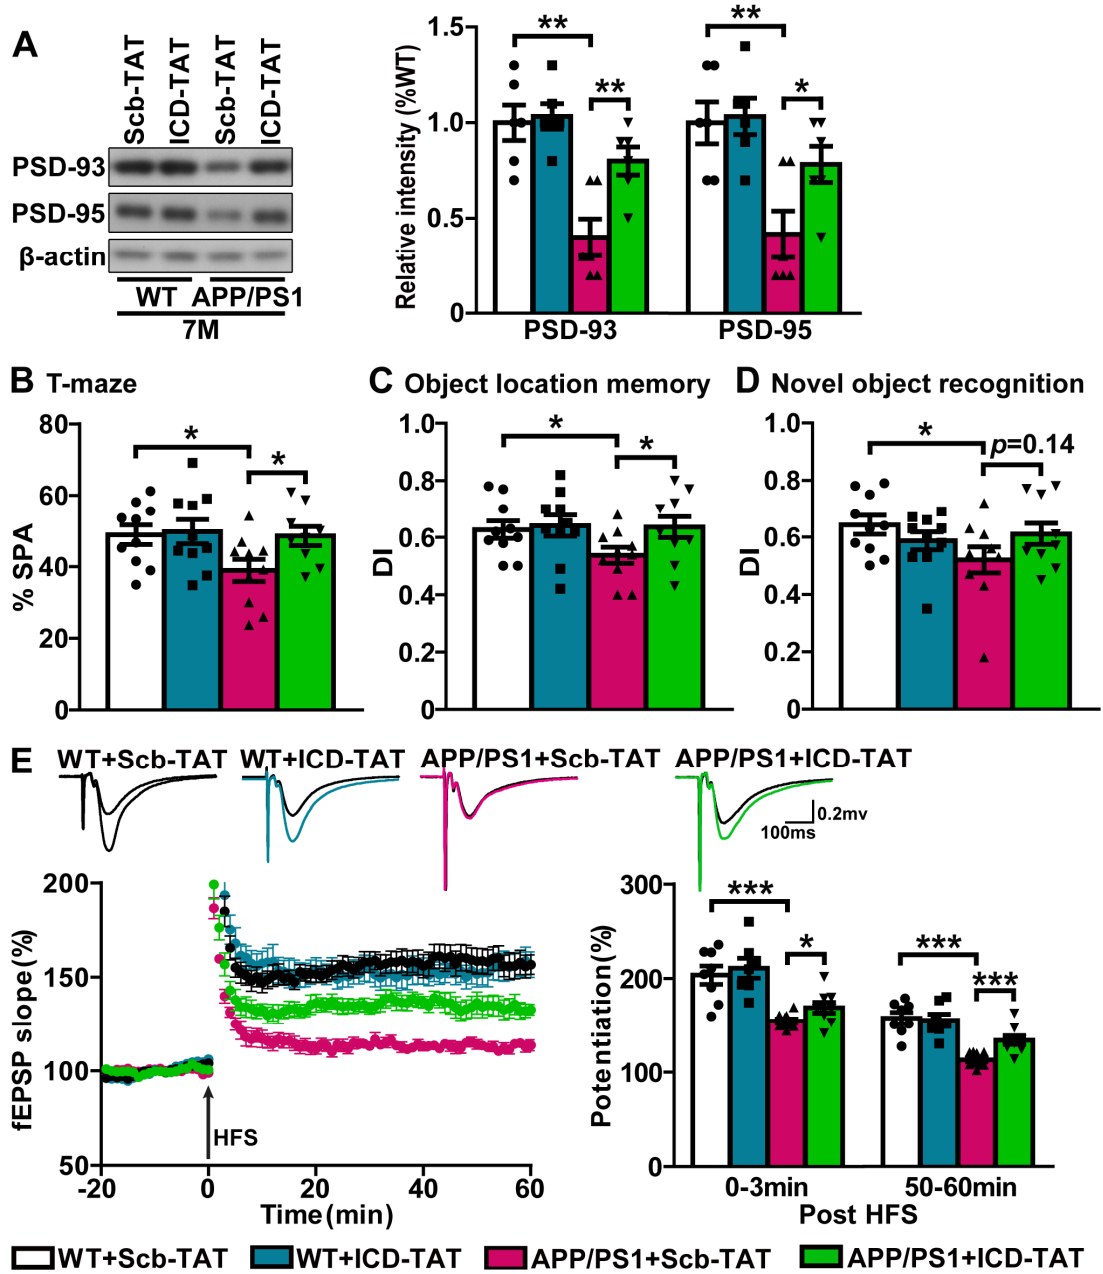 A
Scb-TAT
ICD-TAT
Scb-TAT
ICD-TAT
PSD-93
PSD-95
β-actin
WT APP/PS1
7M
Relative intensity (%WT)
1.5
1.0
0.5
0
** ** ** *
PSD-93 PSD-95
B T-maze
% SPA
80
60
40
20
0
* *
C Object location memory
DI
1.0
0.8
0.6
0.4
0.2
0
* *
D Novel object recognition
DI
1.0
0.8
0.6
0.4
0.2
0
* p=0.14
E
WT+Scb-TAT WT+ICD-TAT APP/PS1+Scb-TAT APP/PS1+ICD-TAT
0.2mv
100ms
fEPSP slope(%)
200
150
100
50
HFS
-20 0 20 40 60
Time(min)
Potentiation(%)
300
200
100
0
*** * *** ***
0-3min 50-60min
Post HFS
WT+Scb-TAT WT+ICD-TAT APP/PS1+Scb-TAT APP/PS1+ICD-TAT